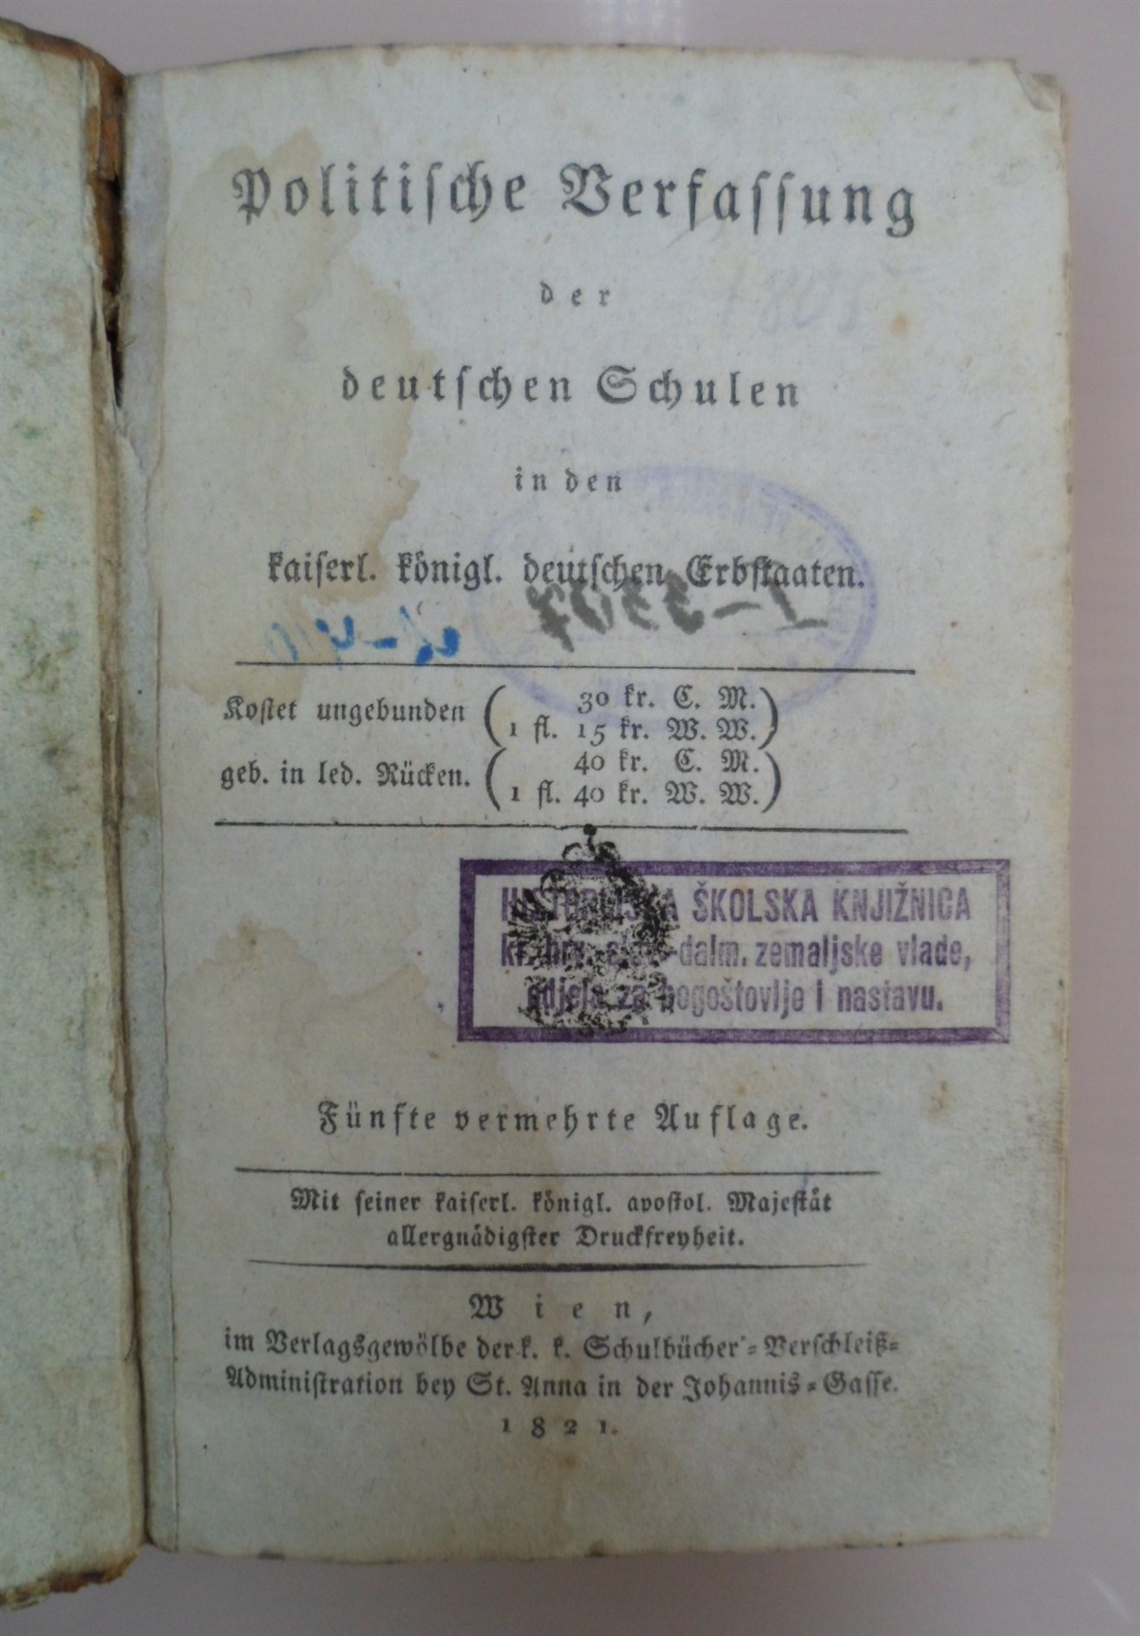 Politische Verfassung
der
deutschen Schulen
in den
kaiserl. königl. deutschen Erbstaaten.
Kostet ungebunden ( 30 kr. C. M. )
( 1 fl. 15 kr. W. W. )
geb. in led. Rücken. ( 40 kr. C. M. )
( 1 fl. 40 kr. W. W. )
ŠKOLSKA KNJIŽNICA
dalm. zemaljske vlade,
odjela za bogoštovlje i nastavu.
Fünfte vermehrte Auflage.
Mit seiner kaiserl. königl. apostol. Majestät
allergnädigster Druckfreyheit.
Wien,
im Verlagsgewölbe der k. k. Schulbücher-Verschleiß-
Administration bey St. Anna in der Johannis-Gasse.
1821.